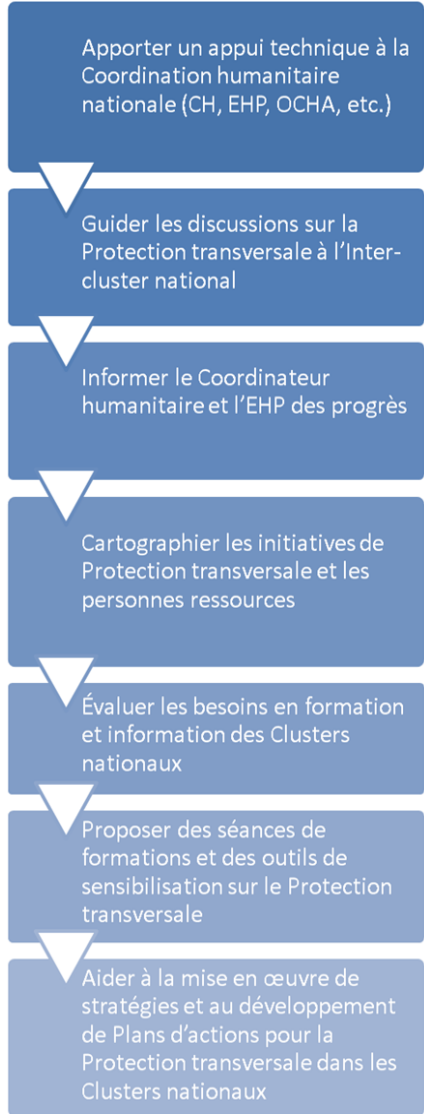 Apporter un appui technique à la
Coordination humanitaire
nationale (CH, EHP, OCHA, etc.)
Guider les discussions sur la
Protection transversale à l'Inter-
cluster national
Informer le Coordinateur
humanitaire et l'EHP des progrès
Cartographier les initiatives de
Protection transversale et les
personnes ressources
Évaluer les besoins en formation
et information des Clusters
nationaux
Proposer des séances de
formations et des outils de
sensibilisation sur le Protection
transversale
Aider à la mise en œuvre de
stratégies et au développement
de Plans d'actions pour la
Protection transversale dans les
Clusters nationaux